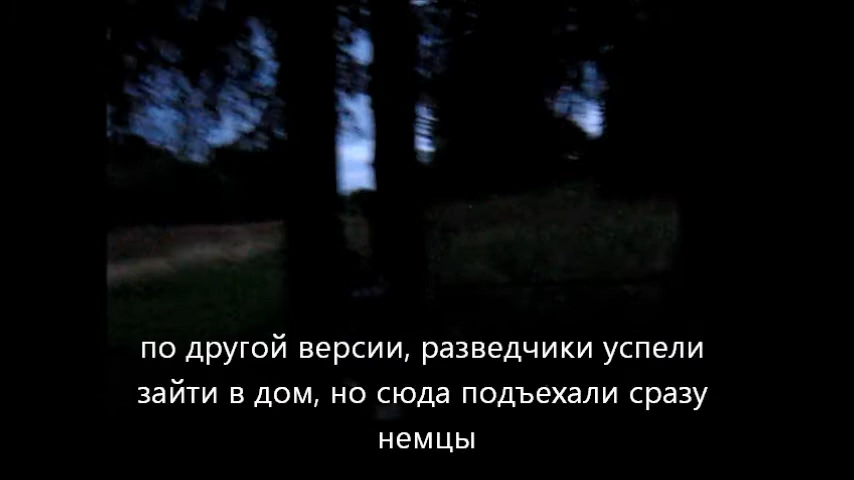 по другой версии, разведчики успели
зайти в дом, но сюда подъехали сразу
немцы